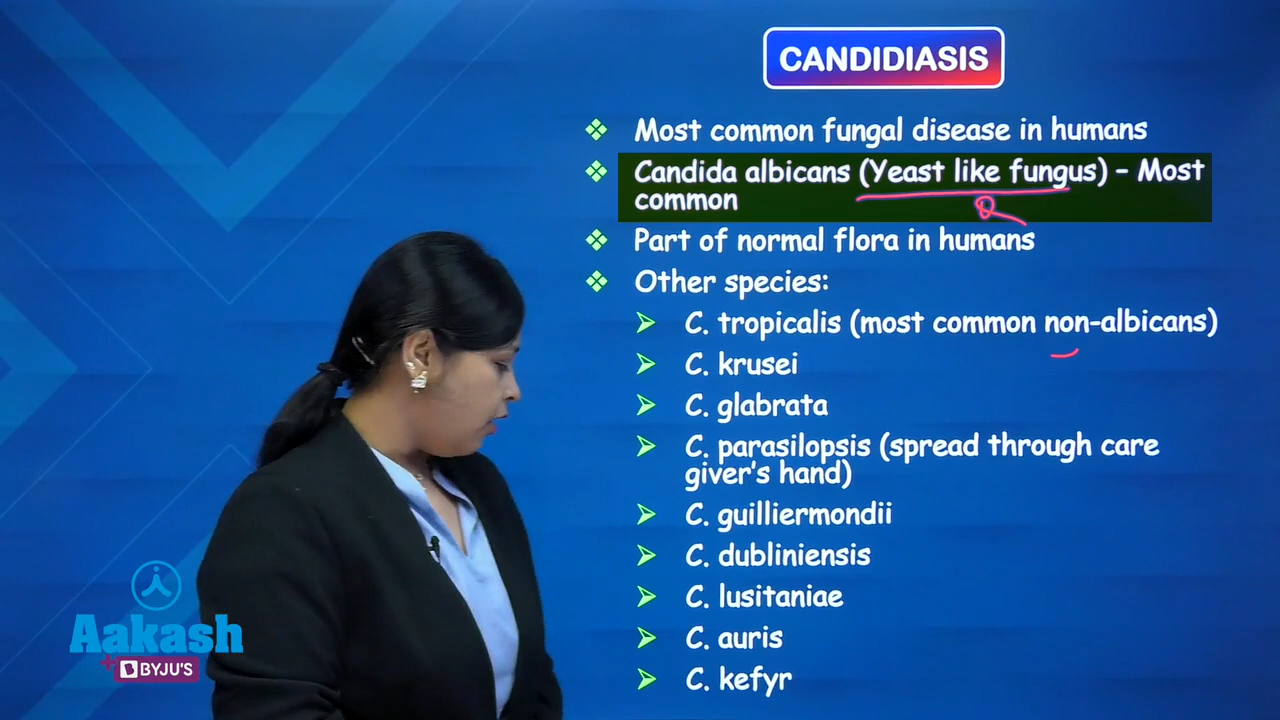 CANDIDIASIS
Most common fungal disease in humans
Candida albicans (Yeast like fungus) – Most
common
Part of normal flora in humans
Other species:
C. tropicalis (most common non-albicans)
C. krusei
C. glabrata
C. parasilopsis (spread through care
giver's hand)
C. guilliermondii
C. dubliniensis
C. lusitaniae
C. auris
C. kefyr
Aakash
+ BYJU'S